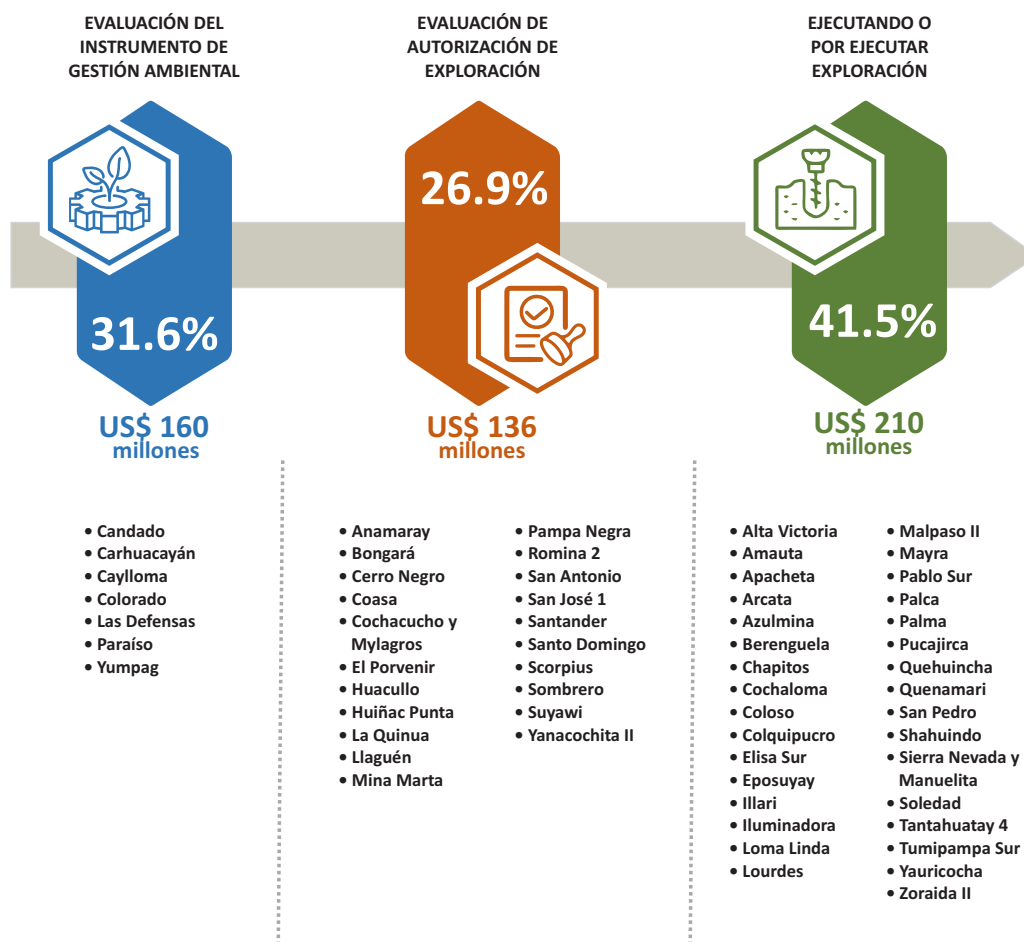 EVALUACIÓN DEL
INSTRUMENTO DE
GESTIÓN AMBIENTAL
31.6%
US$ 160
millones
• Candado
• Carhuacayán
• Caylloma
• Colorado
• Las Defensas
• Paraíso
• Yumpag
EVALUACIÓN DE
AUTORIZACIÓN DE
EXPLORACIÓN
26.9%
US$ 136
millones
• Anamaray
• Bongará
• Cerro Negro
• Coasa
• Cochacucho y
Mylagros
• El Porvenir
• Huacullo
• Huiñac Punta
• La Quinua
• Llaguén
• Mina Marta
• Pampa Negra
• Romina 2
• San Antonio
• San José 1
• Santander
• Santo Domingo
• Scorpius
• Sombrero
• Suyawi
• Yanacochita II
EJECUTANDO O
POR EJECUTAR
EXPLORACIÓN
41.5%
US$ 210
millones
• Alta Victoria
• Amauta
• Apacheta
• Arcata
• Azulmina
• Berenguela
• Chapitos
• Cochaloma
• Coloso
• Colquipucro
• Elisa Sur
• Eposuyay
• Illari
• Iluminadora
• Loma Linda
• Lourdes
• Malpaso II
• Mayra
• Pablo Sur
• Palca
• Palma
• Pucajirca
• Quehuincha
• Quenamari
• San Pedro
• Shahuindo
• Sierra Nevada y
Manuelita
• Soledad
• Tantahuatay 4
• Tumipampa Sur
• Yauricocha
• Zoraida II